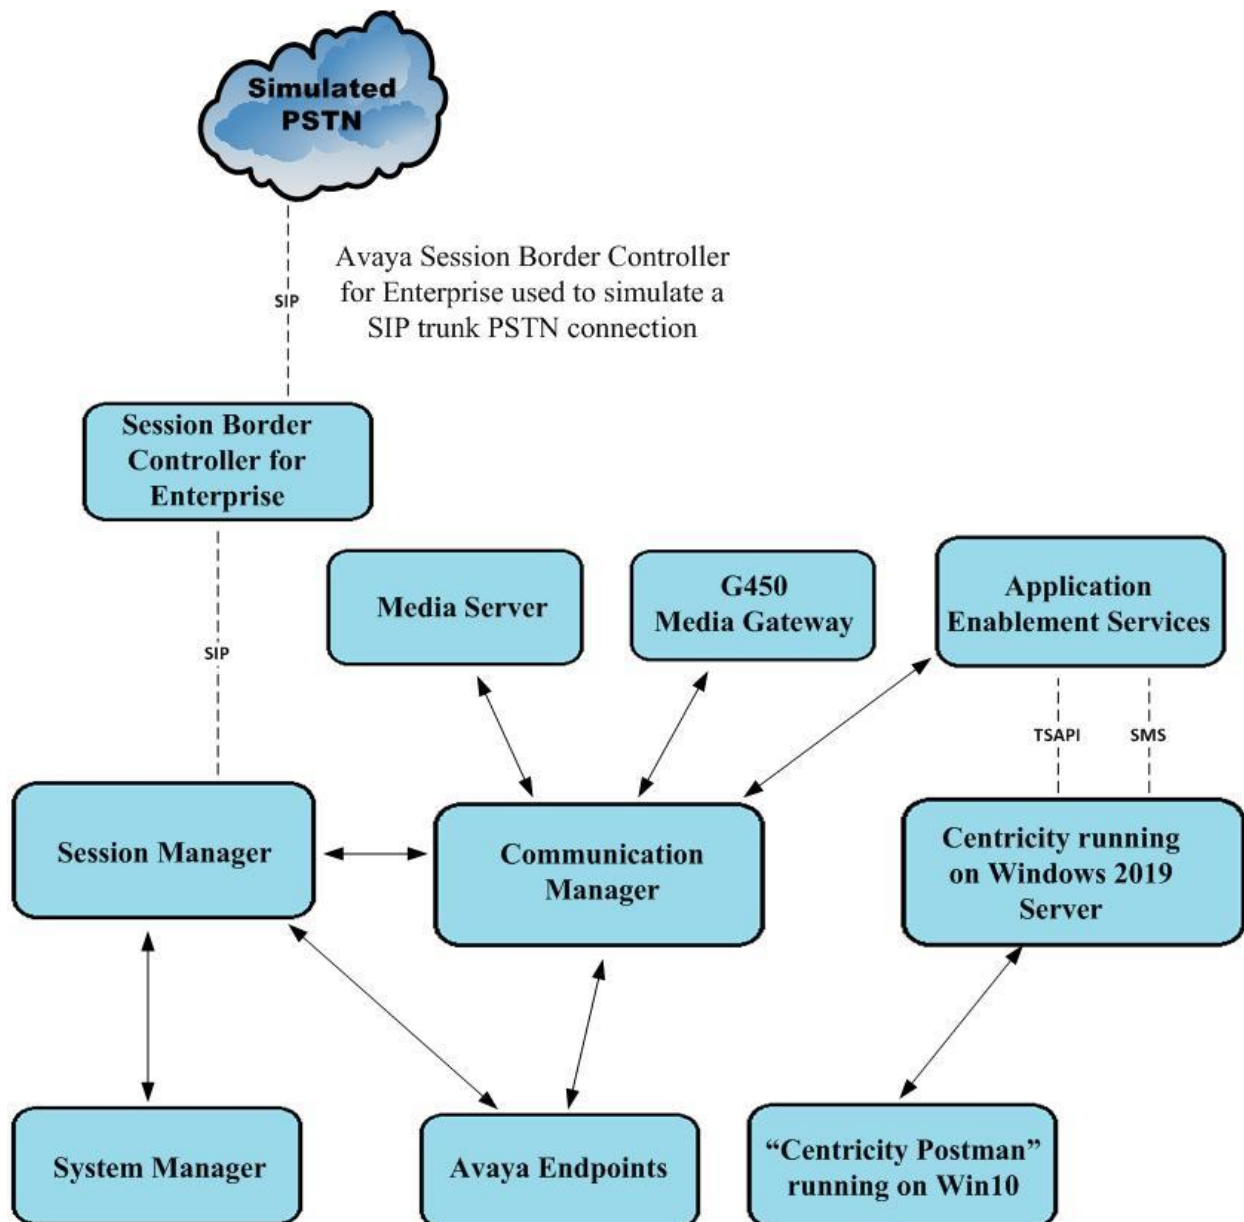 Simulated
PSTN
Avaya Session Border Controller
for Enterprise used to simulate a
SIP trunk PSTN connection
SIP
Session Border
Controller for
Enterprise
Media Server
G450
Media Gateway
Application
Enablement Services
SIP
TSAPI
SMS
Session Manager
Communication
Manager
Centricity running
on Windows 2019
Server
System Manager
Avaya Endpoints
“Centricity Postman”
running on Win10